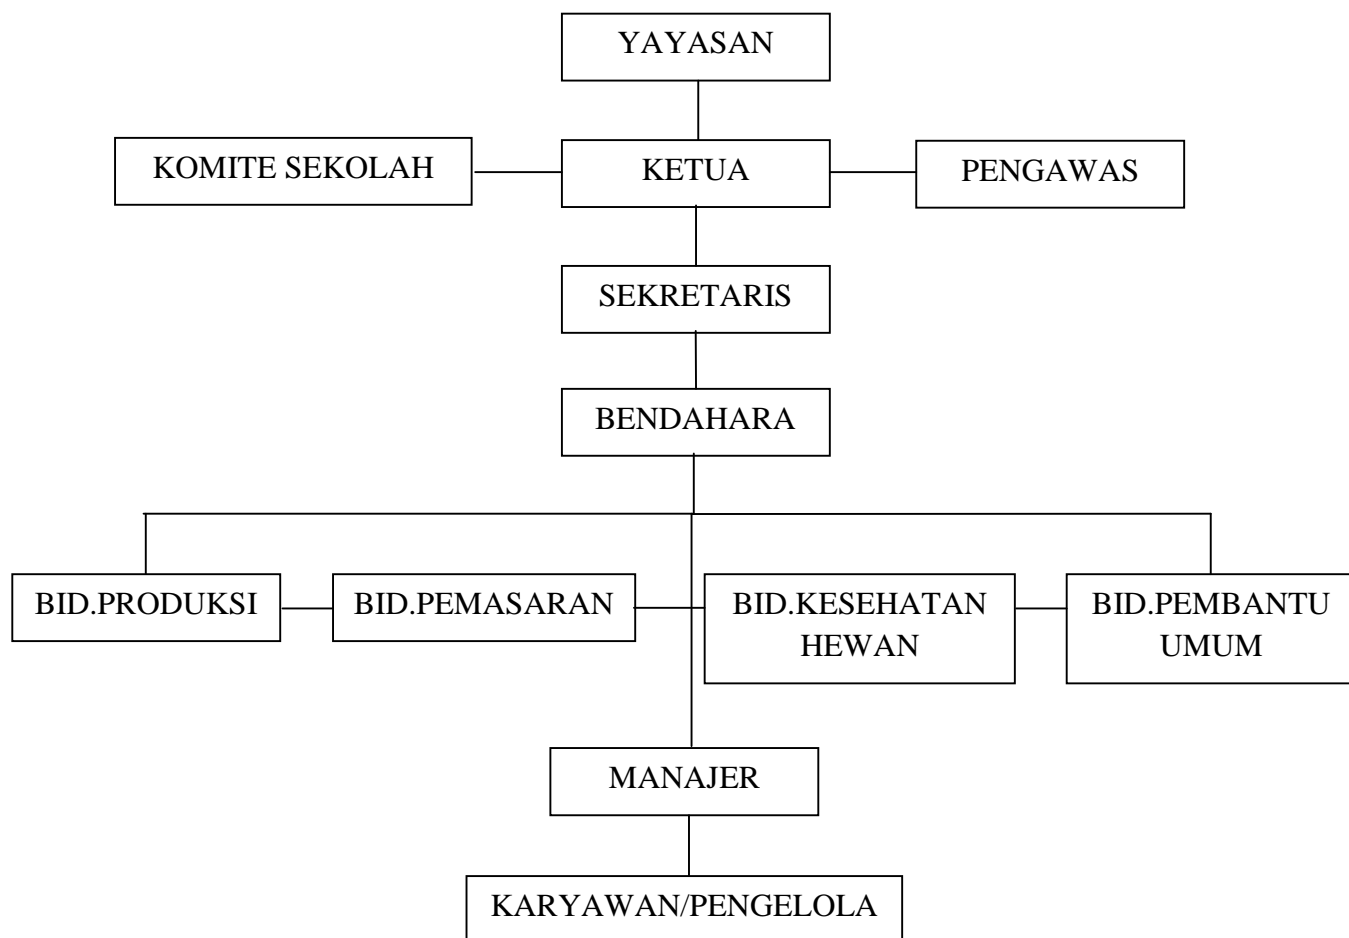 YAYASAN
KOMITE SEKOLAH
KETUA
PENGAWAS
SEKRETARIS
BENDAHARA
BID.PRODUKSI
BID.PEMASARAN
BID.KESEHATAN
HEWAN
BID.PEMBANTU
UMUM
MANAJER
KARYAWAN/PENGELOLA